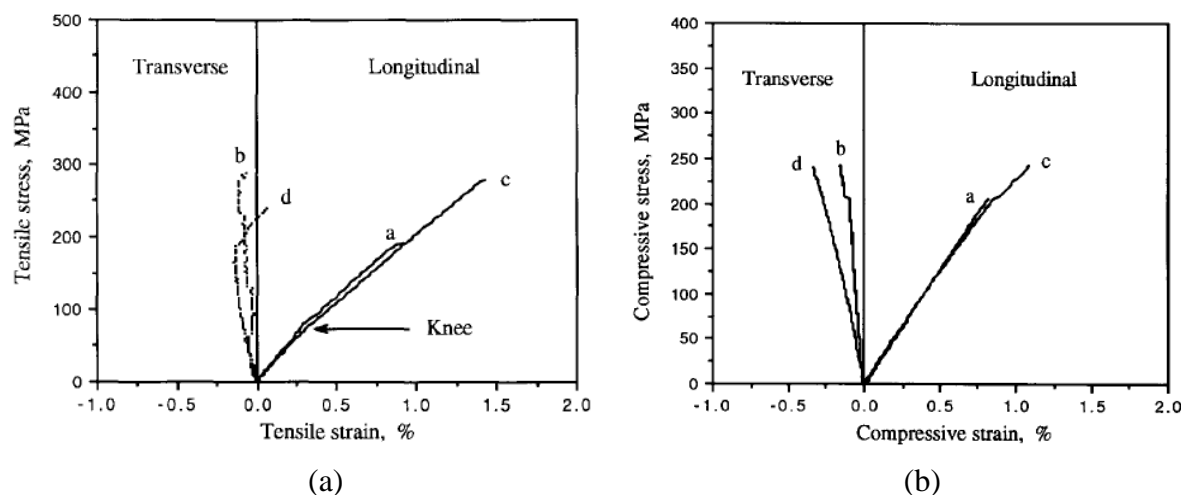 500
400
300
200
100
0
Tensile stress, MPa
Transverse
Longitudinal
b
d
a
c
Knee
-1.0 -0.5 0.0 0.5 1.0 1.5 2.0
Tensile strain, %
(a)
400
350
300
250
200
150
100
50
0
Compressive stress, MPa
Transverse
Longitudinal
d
b
a
c
-1.0 -0.5 0.0 0.5 1.0 1.5 2.0
Compressive strain, %
(b)